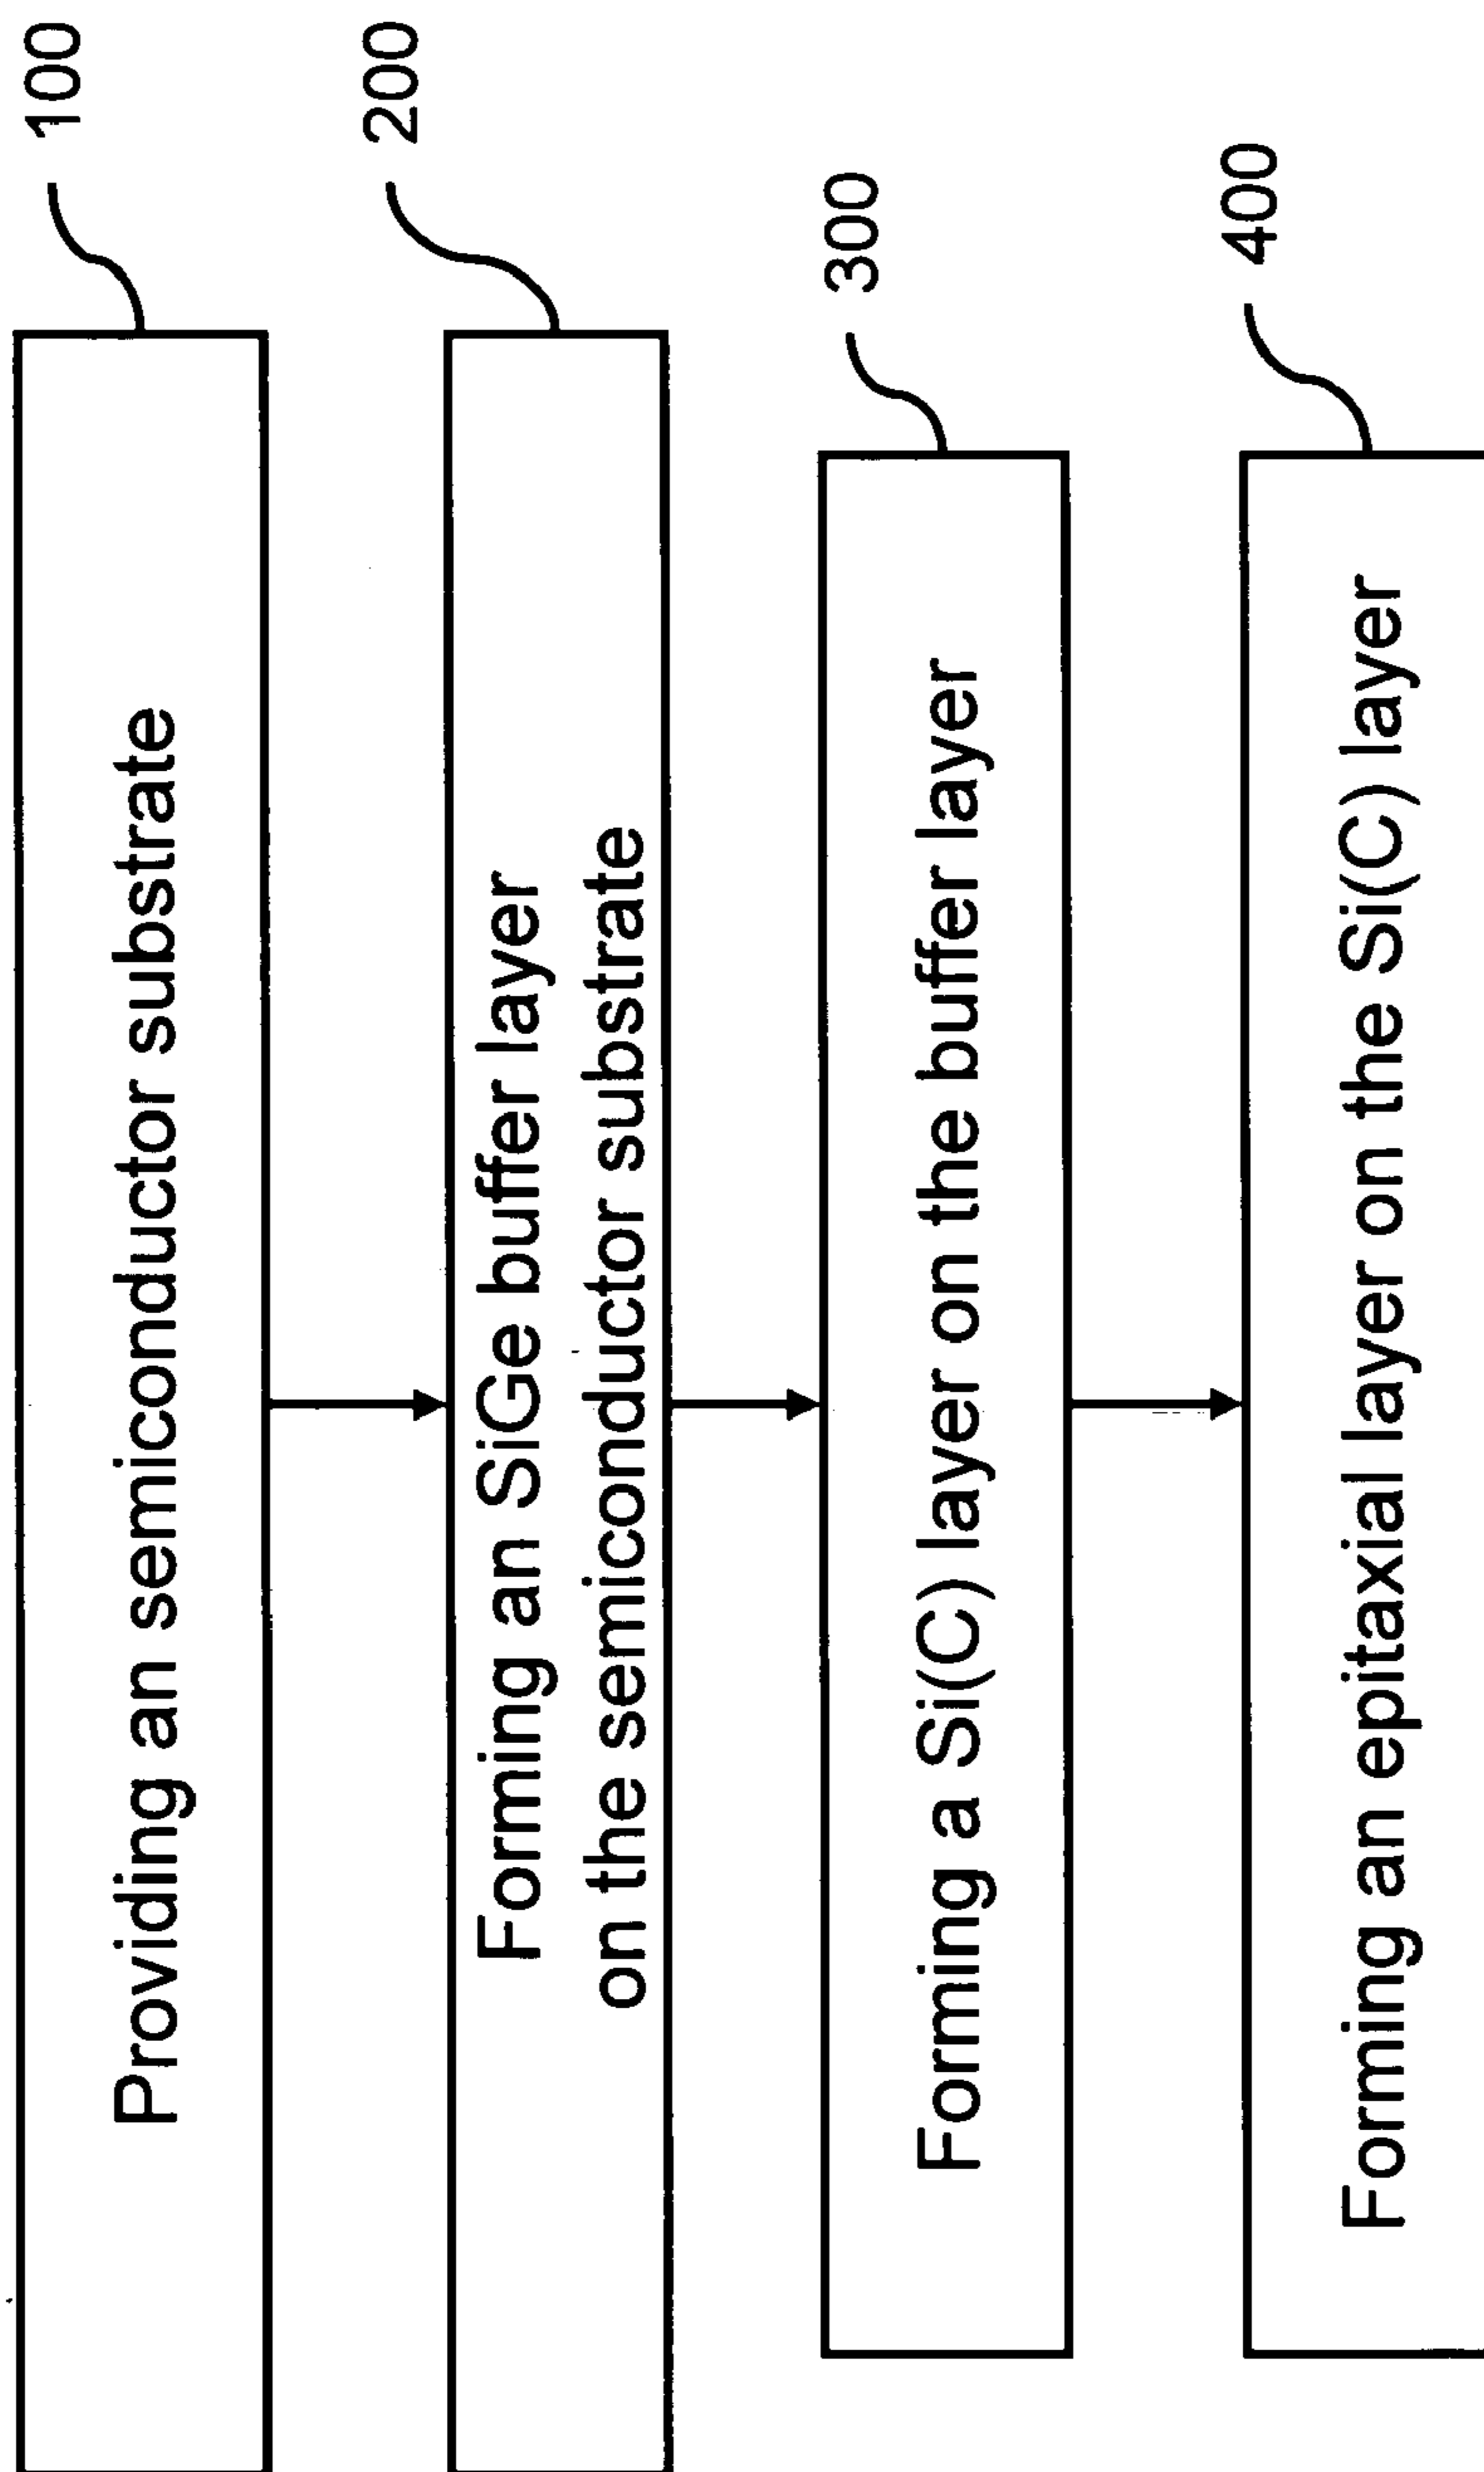 Providing an semiconductor substrate
100
Forming an SiGe buffer layer
on the semiconductor substrate
200
Forming a Si(C) layer on the buffer layer
300
Forming an epitaxial layer on the Si(C) layer
400